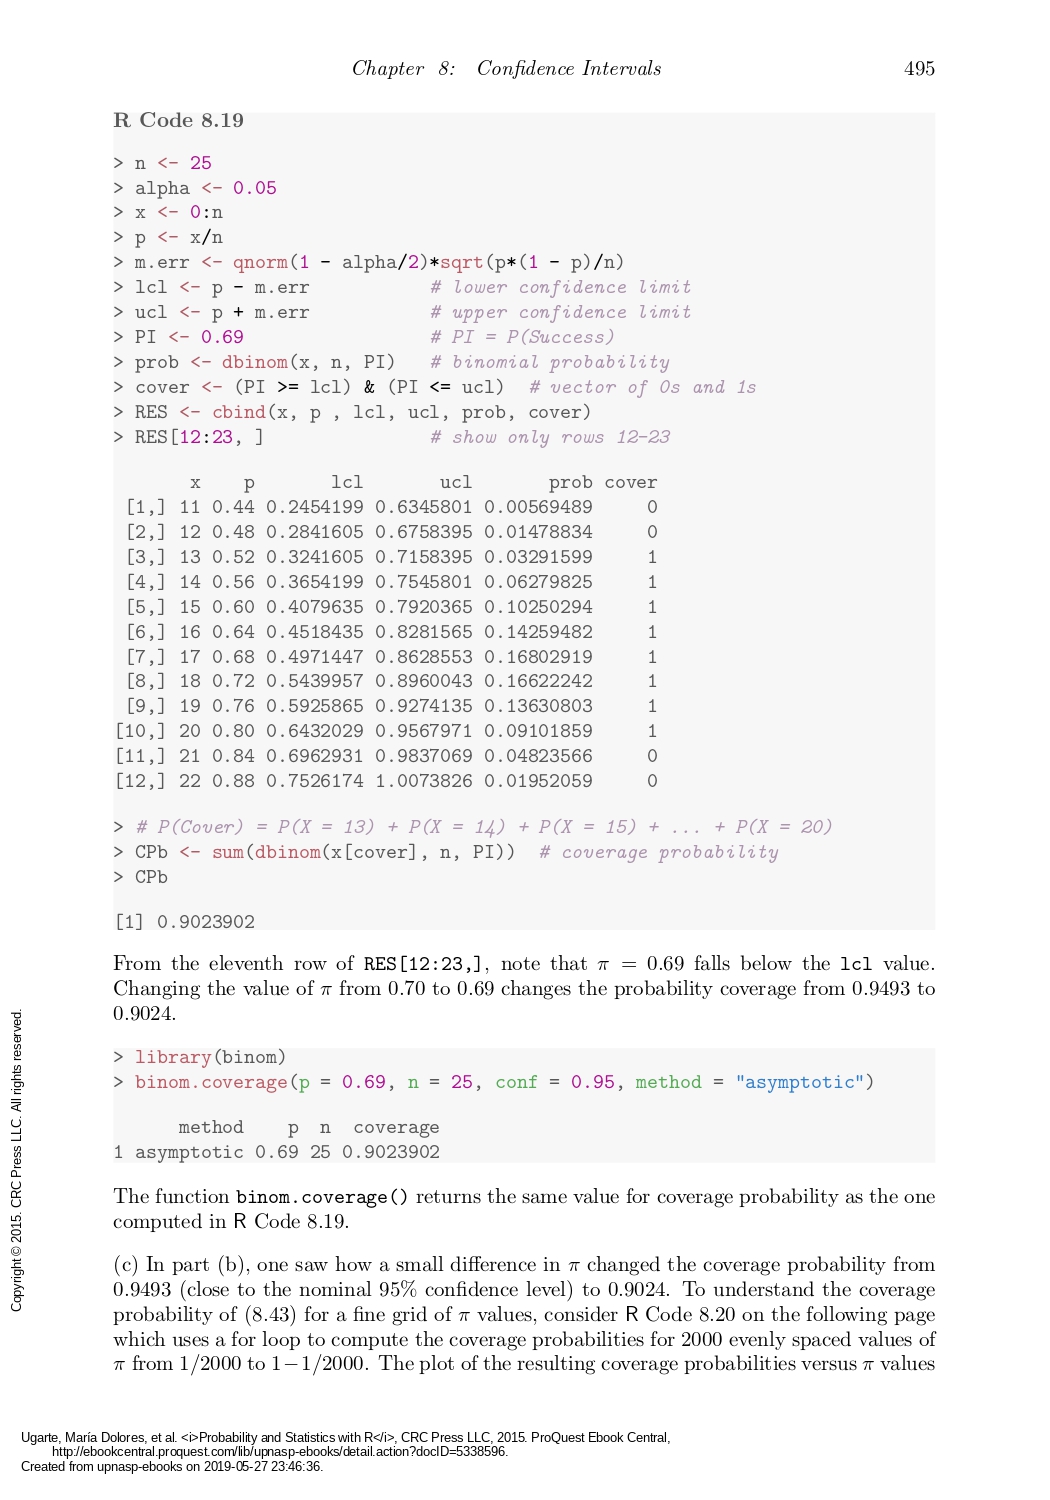 Chapter 8: Confidence Intervals 495
R Code 8.19
> n <- 25
> alpha <- 0.05
> x <- 0:n
> p <- x/n
> m.err <- qnorm(1 - alpha/2)*sqrt(p*(1 - p)/n)
> lcl <- p - m.err # lower confidence limit
> ucl <- p + m.err # upper confidence limit
> PI <- 0.69 # PI = P(Success)
> prob <- dbinom(x, n, PI) # binomial probability
> cover <- (PI >= lcl) & (PI <= ucl) # vector of 0s and 1s
> RES <- cbind(x, p , lcl, ucl, prob, cover)
> RES[12:23, ] # show only rows 12-23
x p lcl ucl prob cover
[1,] 11 0.44 0.2454199 0.6345801 0.00569489 0
[2,] 12 0.48 0.2841605 0.6758395 0.01478834 0
[3,] 13 0.52 0.3241605 0.7158395 0.03291599 1
[4,] 14 0.56 0.3654199 0.7545801 0.06279825 1
[5,] 15 0.60 0.4079635 0.7920365 0.10250294 1
[6,] 16 0.64 0.4518435 0.8281565 0.14259482 1
[7,] 17 0.68 0.4971447 0.8628553 0.16802919 1
[8,] 18 0.72 0.5439957 0.8960043 0.16622242 1
[9,] 19 0.76 0.5925865 0.9274135 0.13630803 1
[10,] 20 0.80 0.6432029 0.9567971 0.09101859 1
[11,] 21 0.84 0.6962931 0.9837069 0.04823566 0
[12,] 22 0.88 0.7526174 1.0073826 0.01952059 0
> # P(Cover) = P(X = 13) + P(X = 14) + P(X = 15) + ... + P(X = 20)
> CPb <- sum(dbinom(x[cover], n, PI)) # coverage probability
> CPb
[1] 0.9023902
From the eleventh row of RES[12:23,], note that π = 0.69 falls below the lcl value.
Changing the value of π from 0.70 to 0.69 changes the probability coverage from 0.9493 to
0.9024.
> library(binom)
> binom.coverage(p = 0.69, n = 25, conf = 0.95, method = "asymptotic")
method p n coverage
1 asymptotic 0.69 25 0.9023902
The function binom.coverage() returns the same value for coverage probability as the one
computed in R Code 8.19.
(c) In part (b), one saw how a small difference in π changed the coverage probability from
0.9493 (close to the nominal 95% confidence level) to 0.9024. To understand the coverage
probability of (8.43) for a fine grid of π values, consider R Code 8.20 on the following page
which uses a for loop to compute the coverage probabilities for 2000 evenly spaced values of
π from 1/2000 to 1−1/2000. The plot of the resulting coverage probabilities versus π values
Copyright © 2015. CRC Press LLC. All rights reserved.
Ugarte, María Dolores, et al. <i>Probability and Statistics with R</i>, CRC Press LLC, 2015. ProQuest Ebook Central,
http://ebookcentral.proquest.com/lib/upnasp-ebooks/detail.action?docID=5338596.
Created from upnasp-ebooks on 2019-05-27 23:46:36.